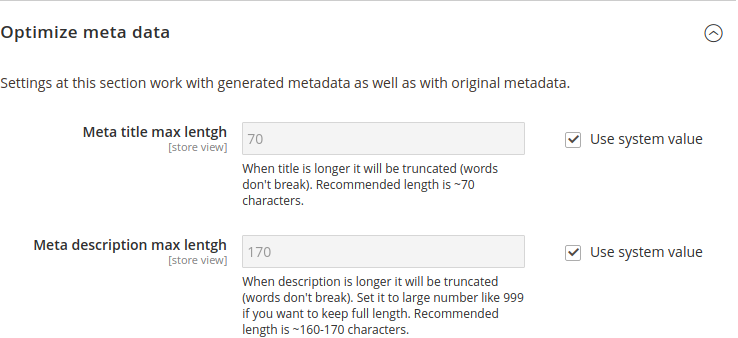 Optimize meta data
Settings at this section work with generated metadata as well as with original metadata.
Meta title max lentgh
[store view]
70
Use system value
When title is longer it will be truncated (words
don't break). Recommended length is ~70
characters.
Meta description max lentgh
[store view]
170
Use system value
When description is longer it will be truncated
(words don't break). Set it to large number like 999
if you want to keep full length. Recommended
length is ~160-170 characters.